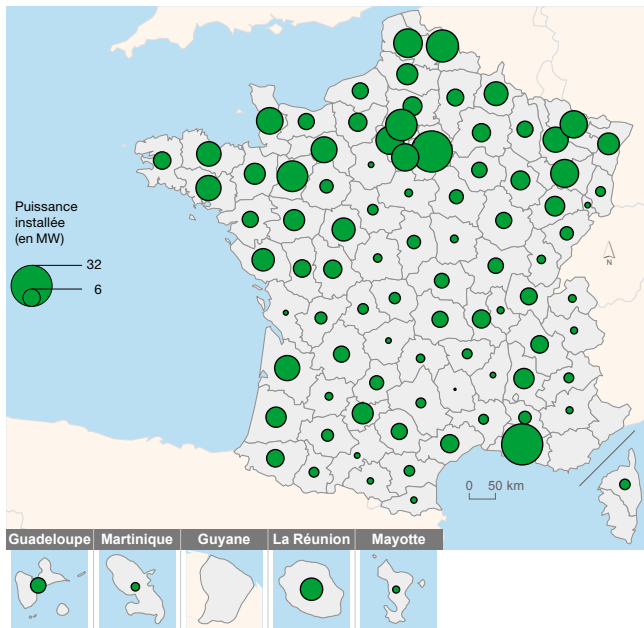 Puissance
installée
(en MW)
32
6
N
0 50 km
Guadeloupe Martinique Guyane La Réunion Mayotte